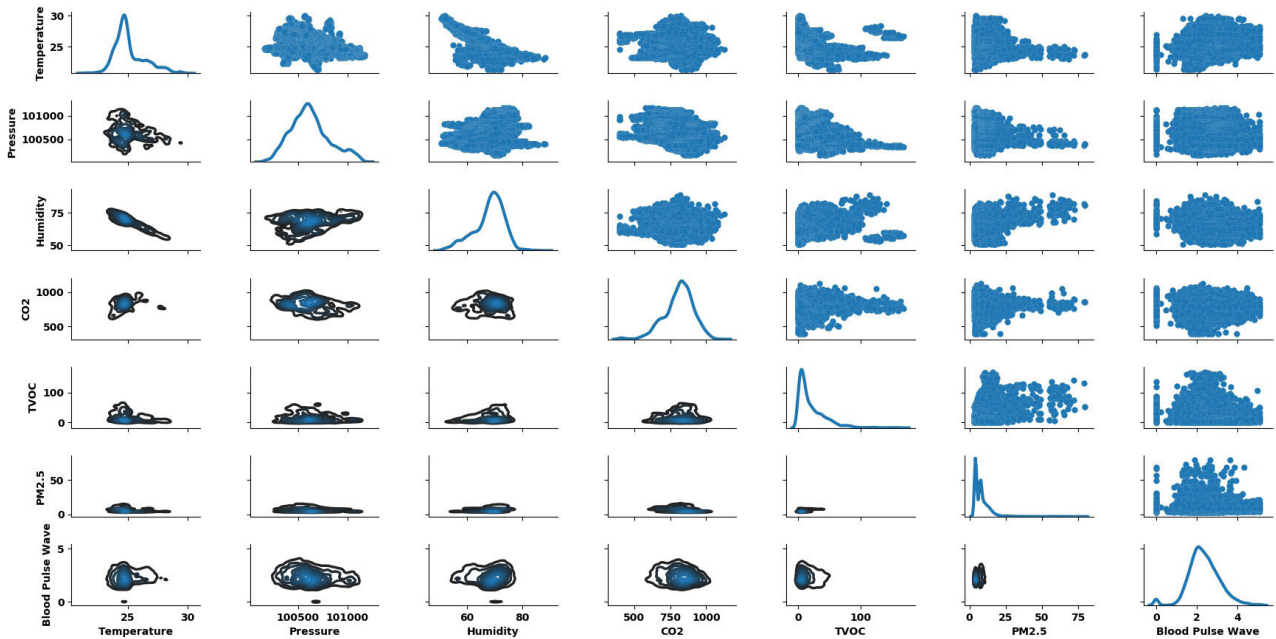 Temperature
30
25
Pressure
101000
100500
Humidity
75
50
CO2
1000
500
TVOC
100
0
PM2.5
50
0
Blood Pulse Wave
5
0
25 30
100500 101000
60 80
500 750 1000
0 100
0 25 50 75
0 2 4
Temperature Pressure Humidity CO2 TVOC PM2.5 Blood Pulse Wave